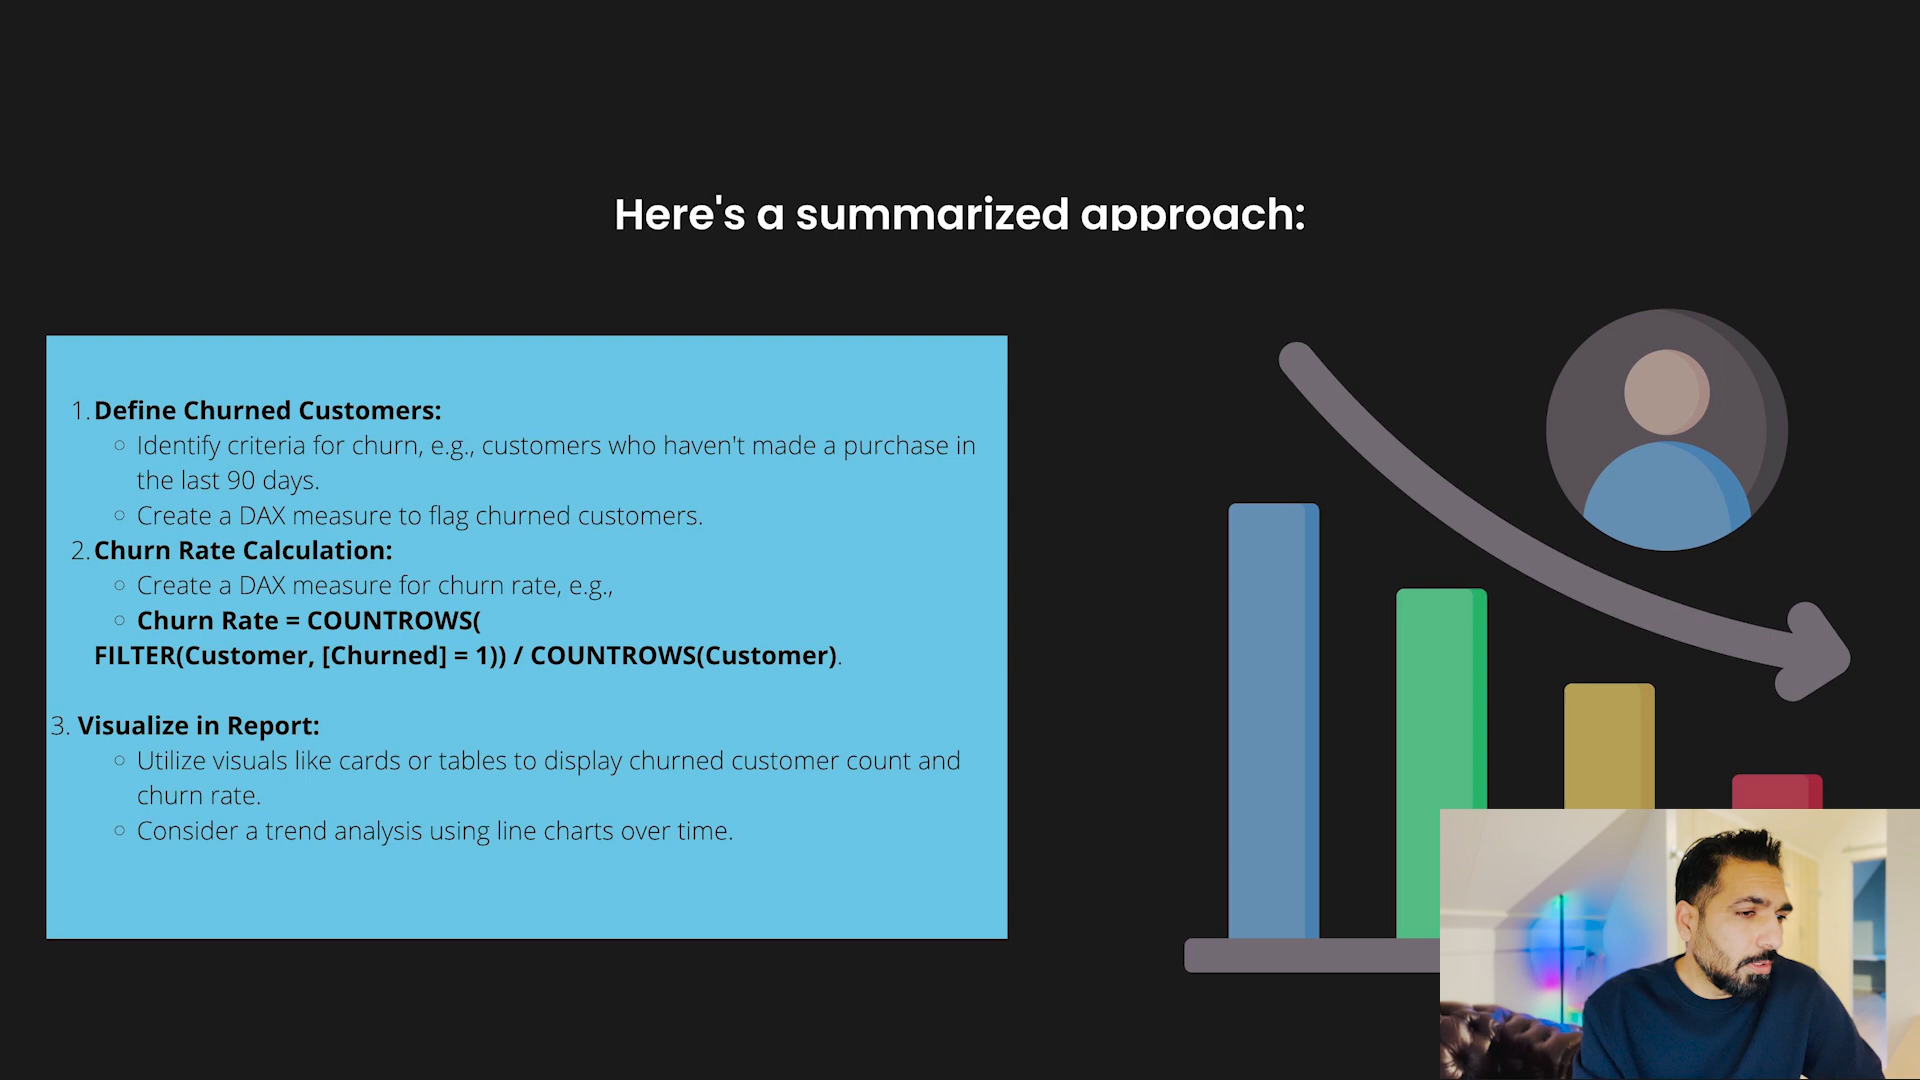 Here's a summarized approach:
1. Define Churned Customers:
○ Identify criteria for churn, e.g., customers who haven't made a purchase in
the last 90 days.
○ Create a DAX measure to flag churned customers.
2. Churn Rate Calculation:
○ Create a DAX measure for churn rate, e.g.,
○ Churn Rate = COUNTROWS(
FILTER(Customer, [Churned] = 1)) / COUNTROWS(Customer).
3. Visualize in Report:
○ Utilize visuals like cards or tables to display churned customer count and
churn rate.
○ Consider a trend analysis using line charts over time.